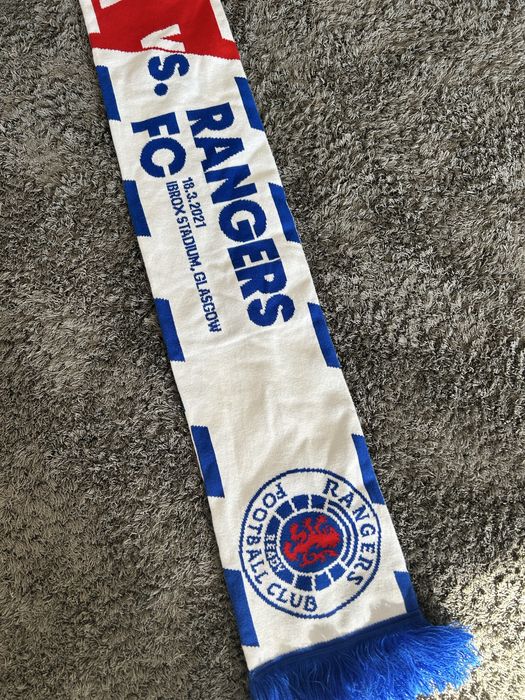 VS.
RANGERS
FC
18.3.2021
IBROX STADIUM, GLASGOW
RANGERS
FOOTBALL CLUB
READY